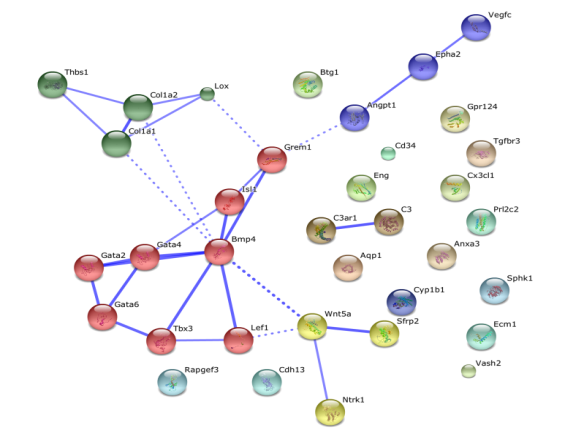 Vegfc
Epha2
Thbs1
Btg1
Lox
Col1a2
Angpt1
Gpr124
Col1a1
Grem1
Cd34
Tgfbr3
Eng
Cx3cl1
Isl1
C3ar1
C3
Prl2c2
Bmp4
Gata4
Gata2
Aqp1
Anxa3
Cyp1b1
Sphk1
Gata6
Wnt5a
Tbx3
Lef1
Sfrp2
Ecm1
Rapgef3
Cdh13
Vash2
Ntrk1